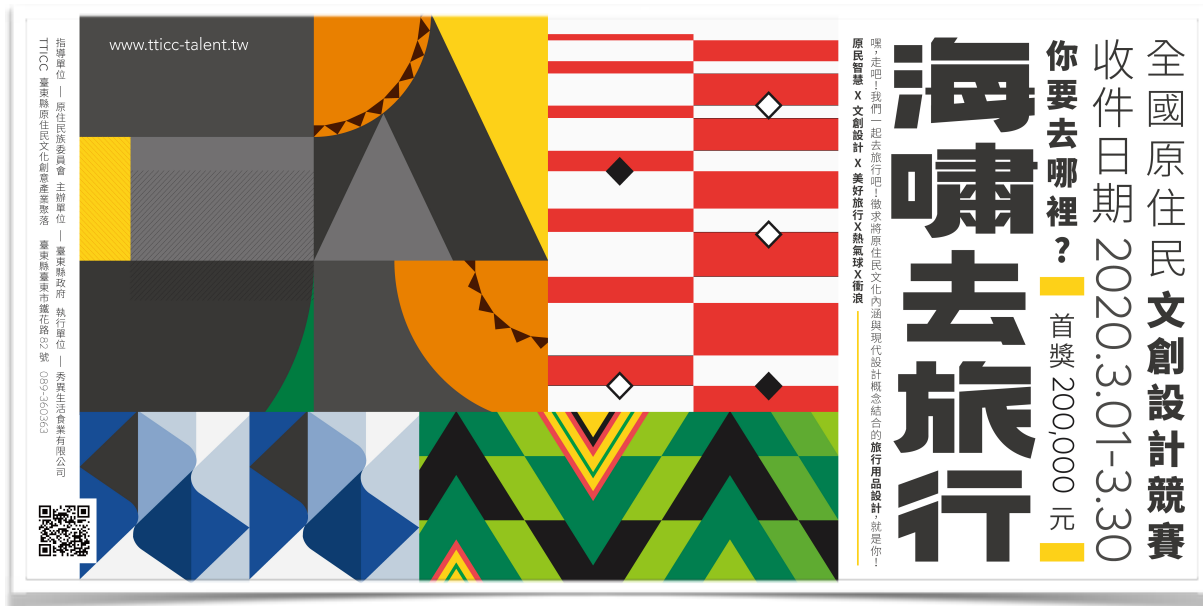 全國原住民文創設計競賽
收件日期 2020.3.01-3.30
你要去哪裡？ 首獎 200,000 元
海嘯去旅行
嘿，走吧！我們一起去旅行吧！徵求將原住民文化內涵與現代設計概念結合的旅行用品設計，就是你！
原民智慧 X 文創設計 X 美好旅行X熱氣球X衝浪
www.tticc-talent.tw
指導單位 | 原住民族委員會 主辦單位 | 臺東縣政府 執行單位 | 秀異生活食業有限公司
TTICC 臺東縣原住民文化創意產業聚落 臺東縣臺東市鐵花路82號 089-360363